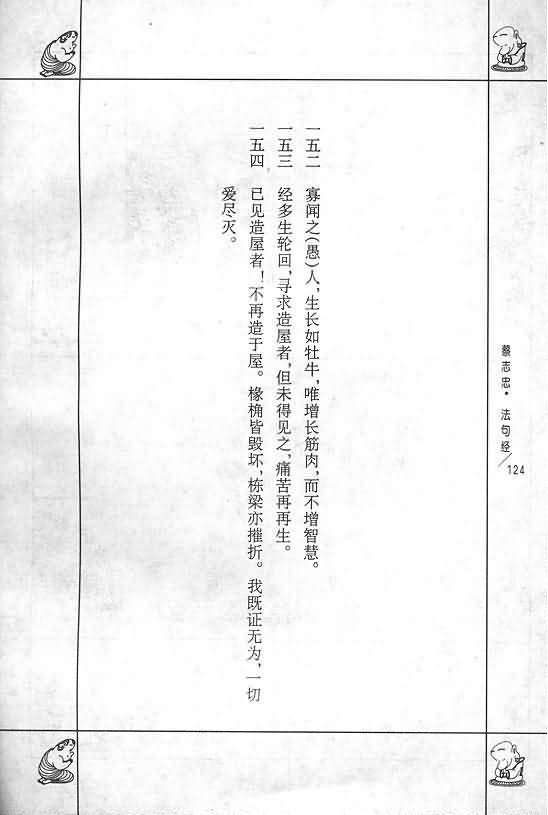 一五二 寡闻之(愚)人,生长如牡牛,唯增长筋肉,而不增智慧。
一五三 经多生轮回,寻求造屋者,但未得见之,痛苦再再生。
一五四 已见造屋者!不再造于屋。椽桷皆毁坏,栋梁亦摧折。我既证无为,一切
爱尽灭。
蔡志忠·法句经/124